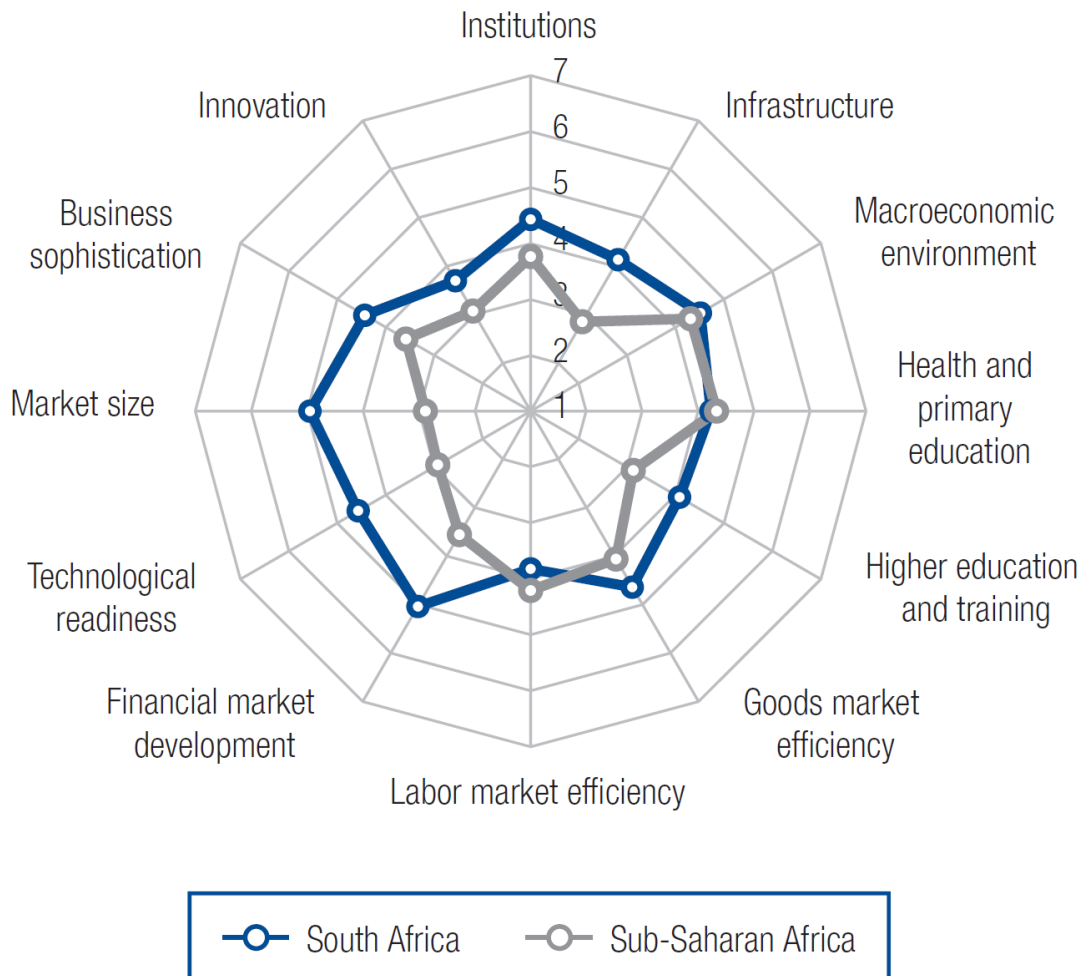 Institutions
7
Innovation
Infrastructure
6
5
Business
sophistication
Macroeconomic
environment
4
3
Market size
Health and
primary
education
2
1
Technological
readiness
Higher education
and training
Financial market
development
Goods market
efficiency
Labor market efficiency
South Africa
Sub-Saharan Africa